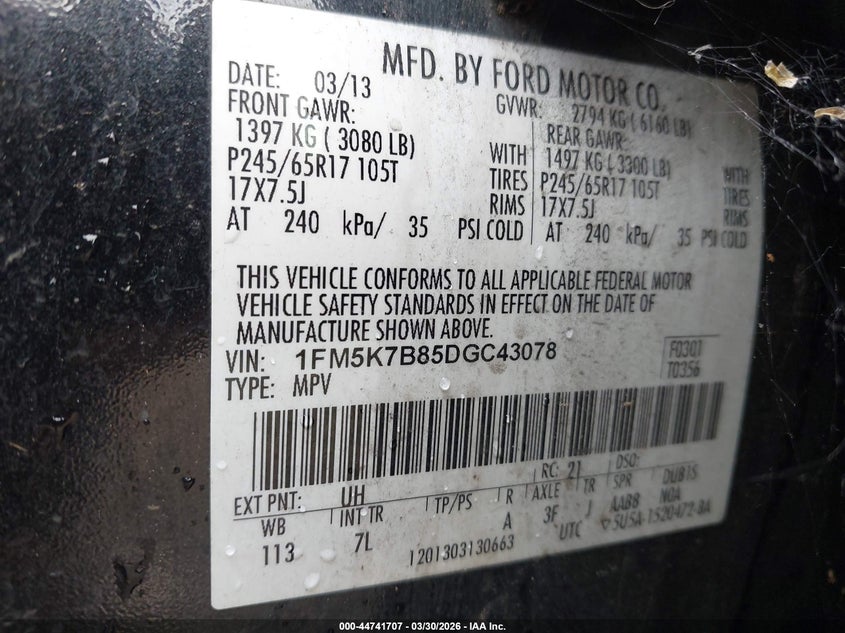 MFD. BY FORD MOTOR CO.
DATE: 03/13 GVWR: 2794 KG ( 6160 LB)
FRONT GAWR: REAR GAWR:
1397 KG ( 3080 LB) WITH 1497 KG ( 3300 LB) WITH
P245/65R17 105T TIRES P245/65R17 105T TIRES
17X7.5J RIMS 17X7.5J RIMS
AT 240 kPa/ 35 PSI COLD AT 240 kPa/ 35 PSI COLD
THIS VEHICLE CONFORMS TO ALL APPLICABLE FEDERAL MOTOR
VEHICLE SAFETY STANDARDS IN EFFECT ON THE DATE OF
MANUFACTURE SHOWN ABOVE.
VIN: 1FM5K7B85DGC43078 F0301
TYPE: MPV T0356
EXT PNT: UH RC: 21 DSO:
WB INT TR TP/PS R AXLE TR SPR DUB1S
113 7L A 3F J AABB NOA
1201303130663 UTC 5U5A-1520472-BA
000-44741707 - 03/30/2026 - IAA Inc.